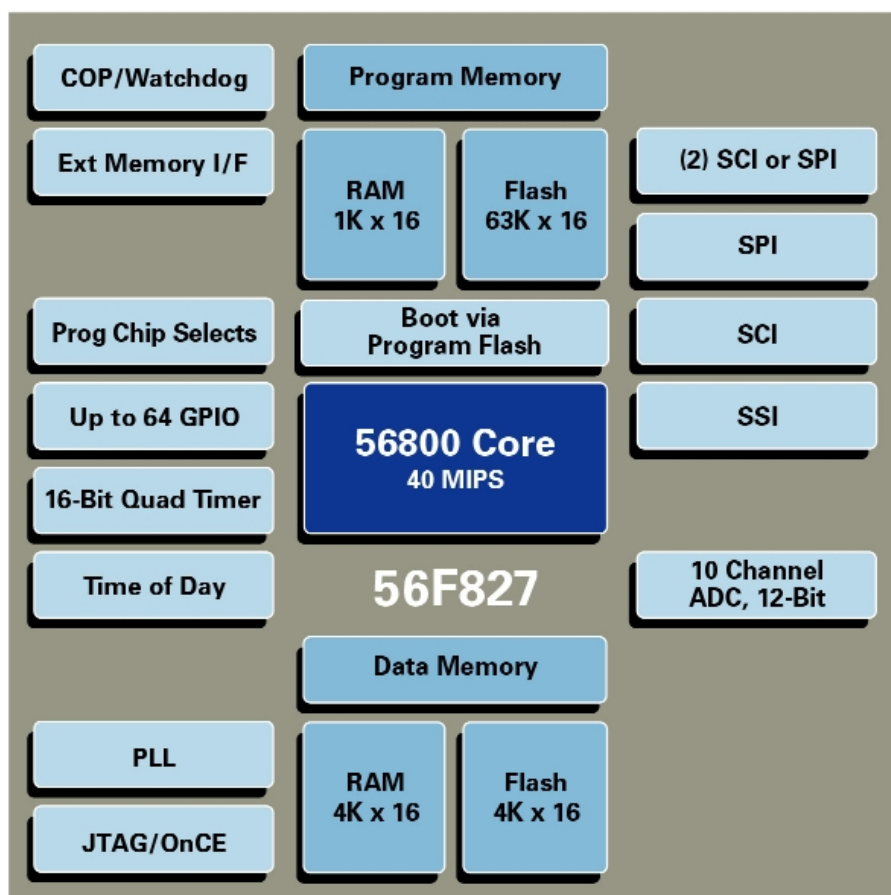 COP/Watchdog
Ext Memory I/F
Prog Chip Selects
Up to 64 GPIO
16-Bit Quad Timer
Time of Day
PLL
JTAG/OnCE
Program Memory
RAM
1K x 16
Flash
63K x 16
Boot via
Program Flash
56800 Core
40 MIPS
56F827
Data Memory
RAM
4K x 16
Flash
4K x 16
(2) SCI or SPI
SPI
SCI
SSI
10 Channel
ADC, 12-Bit